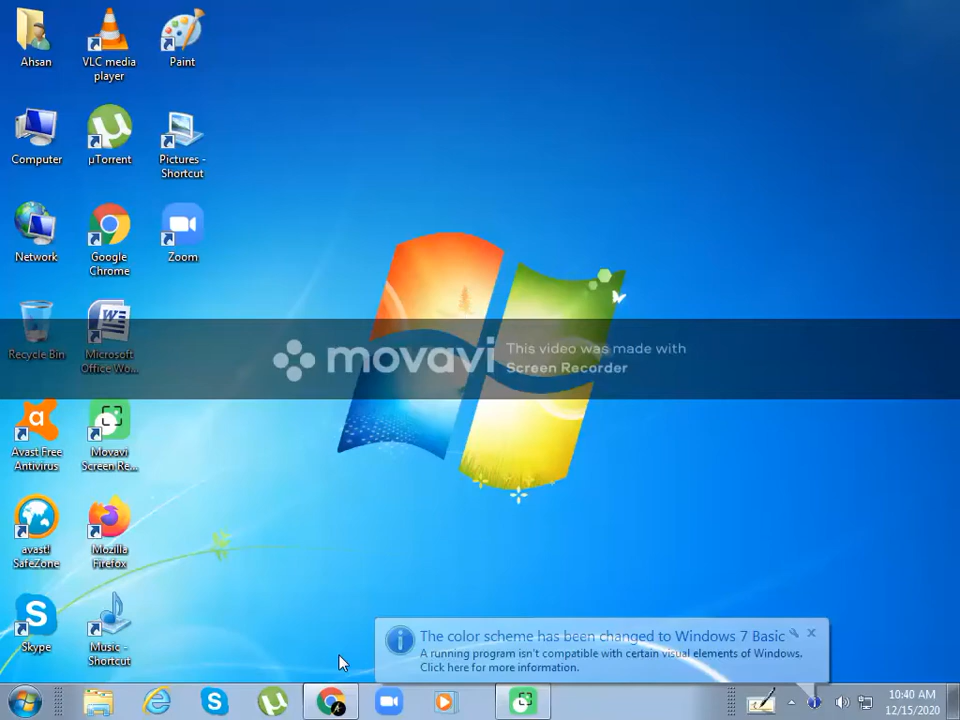 Ahsan
VLC media
player
Paint
Computer
µTorrent
Pictures -
Shortcut
Network
Google
Chrome
Zoom
Recycle Bin
Microsoft
Office Wo...
movavi
This video was made with
Screen Recorder
Avast Free
Antivirus
Movavi
Screen Re...
avast!
SafeZone
Mozilla
Firefox
Skype
Music -
Shortcut
The color scheme has been changed to Windows 7 Basic
A running program isn't compatible with certain visual elements of Windows.
Click here for more information.
10:40 AM
12/15/2020